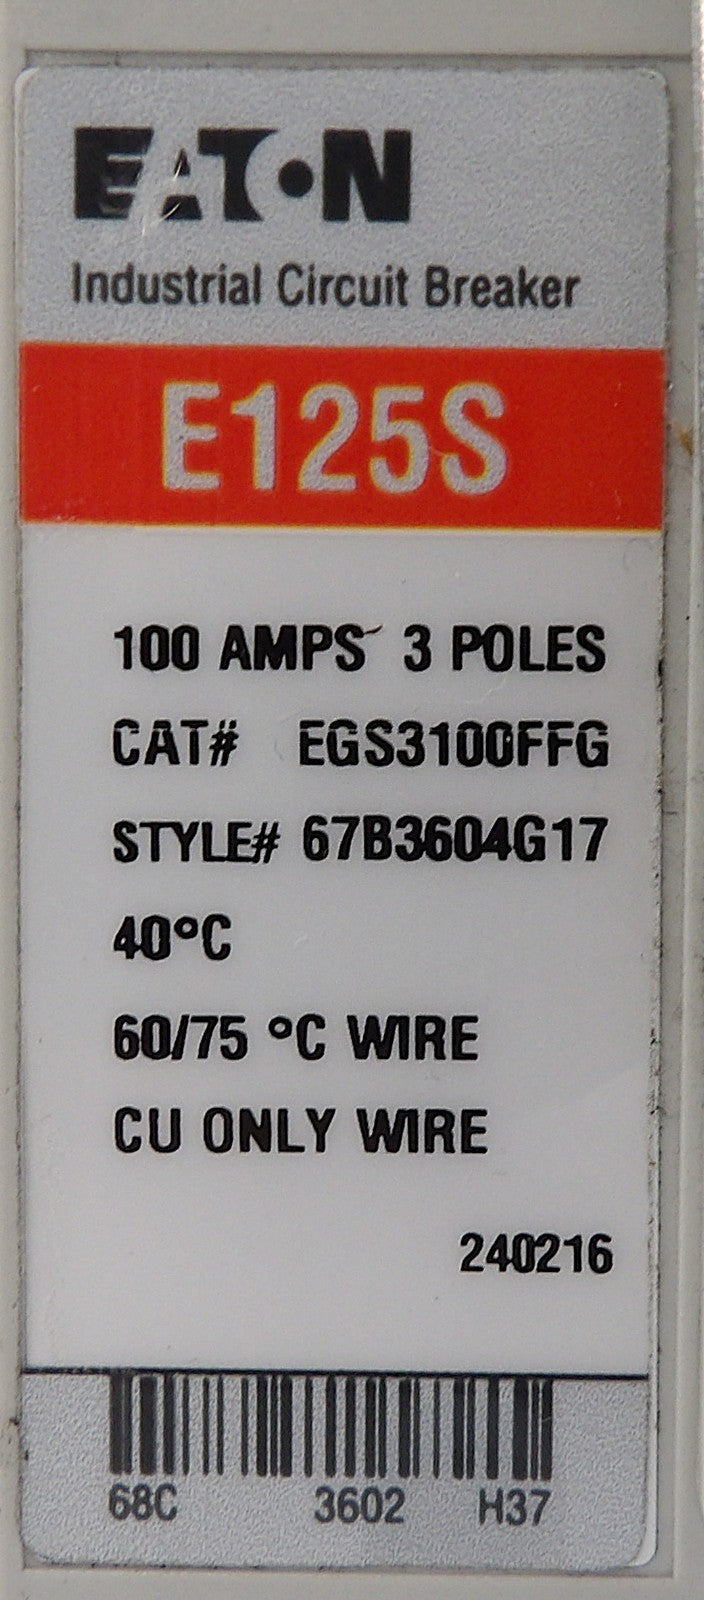 EATON
Industrial Circuit Breaker
E125S
100 AMPS 3 POLES
CAT# EGS3100FFG
STYLE# 67B3604G17
40°C
60/75 °C WIRE
CU ONLY WIRE
240216
68C 3602 H37